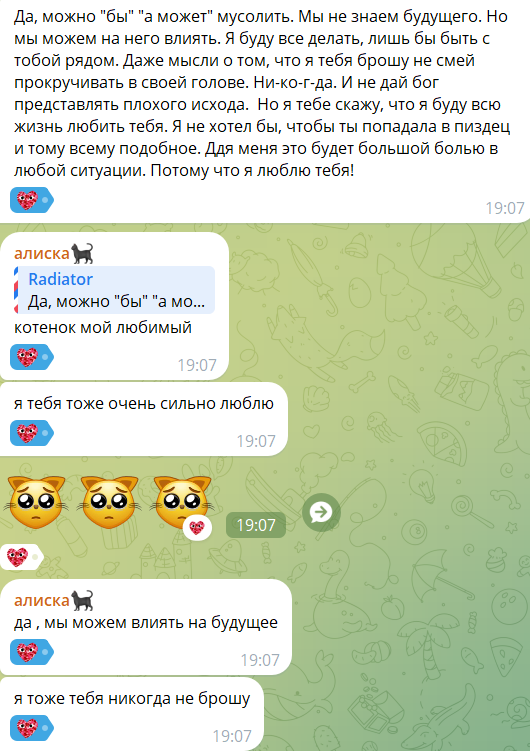 Да, можно "бы" "а может" мусолить. Мы не знаем будущего. Но
мы можем на него влиять. Я буду все делать, лишь бы быть с
тобой рядом. Даже мысли о том, что я тебя брошу не смей
прокручивать в своей голове. Ни-ко-г-да. И не дай бог
представлять плохого исхода.  Но я тебе скажу, что я буду всю
жизнь любить тебя. Я не хотел бы, чтобы ты попадала в пиздец
и тому всему подобное. Ддя меня это будет большой болью в
любой ситуации. Потому что я люблю тебя!
19:07
алиска
Radiator
Да, можно "бы" "а мо...
котенок мой любимый
19:07
я тебя тоже очень сильно люблю
19:07
19:07
алиска
да , мы можем влиять на будущее
19:07
я тоже тебя никогда не брошу
19:07